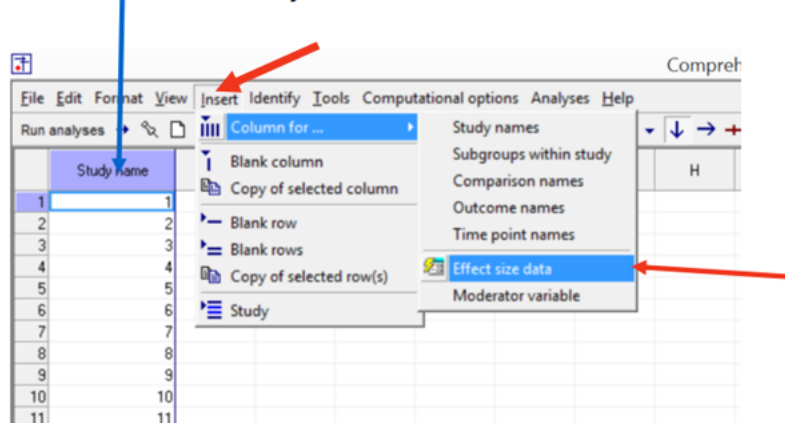 Compreh
File Edit Format View Insert Identify Tools Computational options Analyses Help
Run analyses
Column for ...
Blank column
Copy of selected column
Blank row
Blank rows
Copy of selected row(s)
Study
Study names
Subgroups within study
Comparison names
Outcome names
Time point names
Effect size data
Moderator variable
Study name
H
1 1
2 2
3 3
4 4
5 5
6 6
7 7
8 8
9 9
10 10
11 11